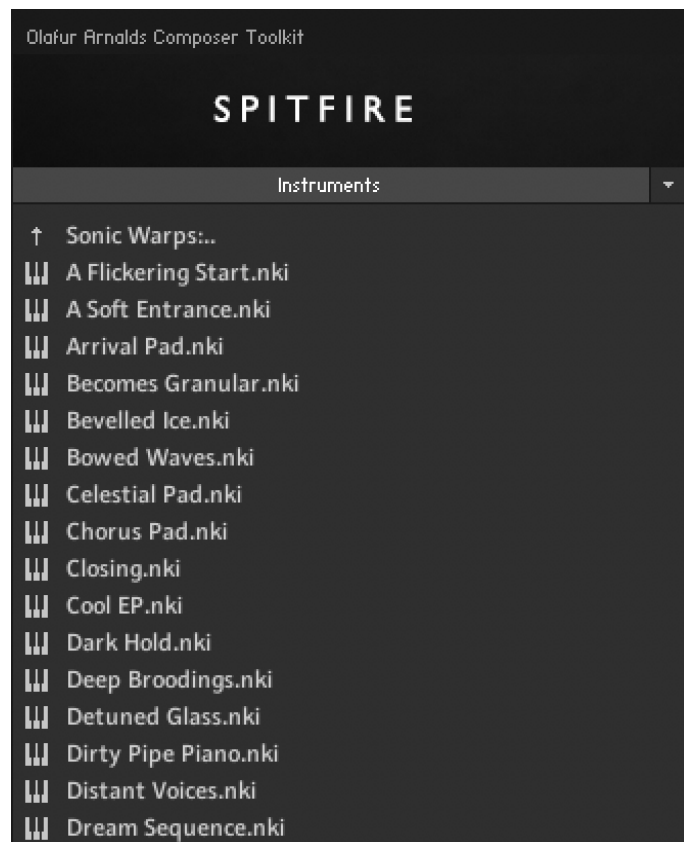 Olafur Arnalds Composer Toolkit
SPITFIRE
Instruments
Sonic Warps:..
A Flickering Start.nki
A Soft Entrance.nki
Arrival Pad.nki
Becomes Granular.nki
Bevelled Ice.nki
Bowed Waves.nki
Celestial Pad.nki
Chorus Pad.nki
Closing.nki
Cool EP.nki
Dark Hold.nki
Deep Broodings.nki
Detuned Glass.nki
Dirty Pipe Piano.nki
Distant Voices.nki
Dream Sequence.nki